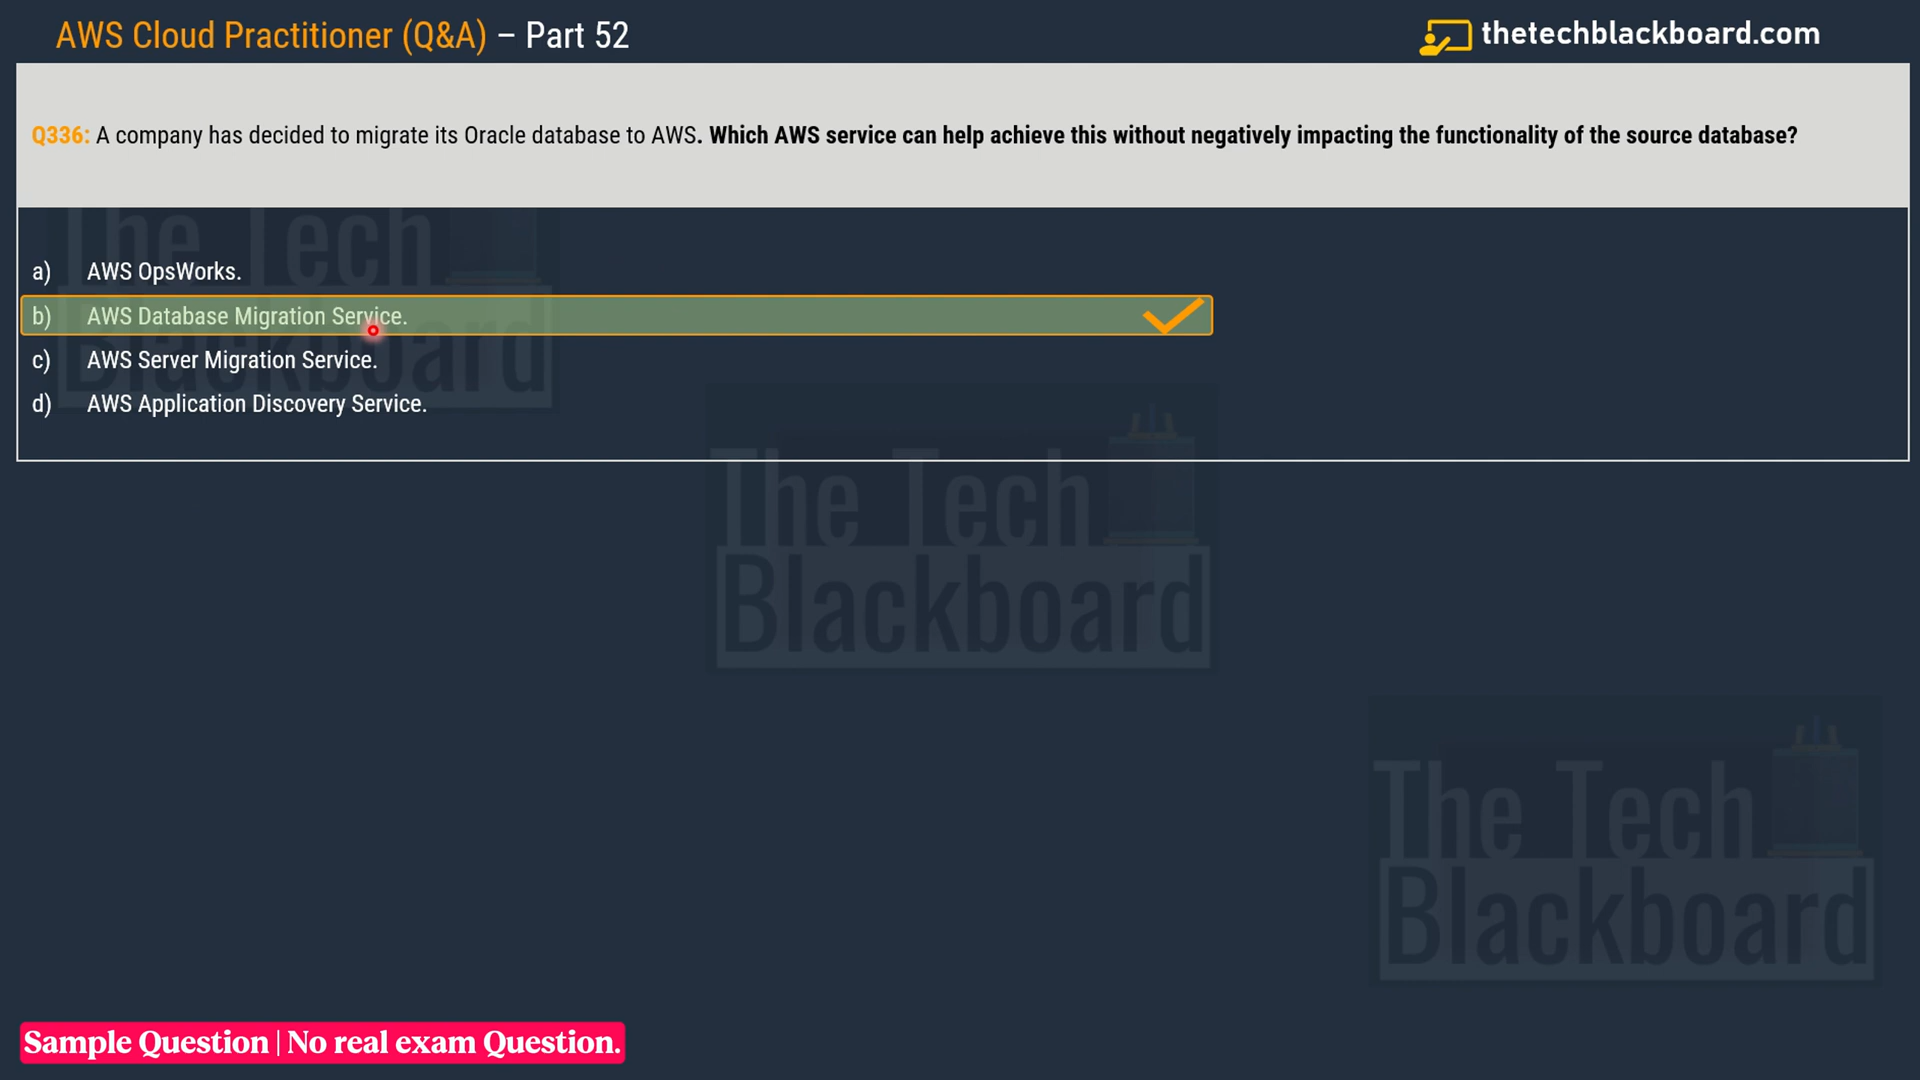 AWS Cloud Practitioner (Q&A) – Part 52
thetechblackboard.com
Q336: A company has decided to migrate its Oracle database to AWS. Which AWS service can help achieve this without negatively impacting the functionality of the source database?
a) AWS OpsWorks.
b) AWS Database Migration Service.
c) AWS Server Migration Service.
d) AWS Application Discovery Service.
The Tech
Blackboard
The Tech
Blackboard
The Tech
Blackboard
Sample Question | No real exam Question.